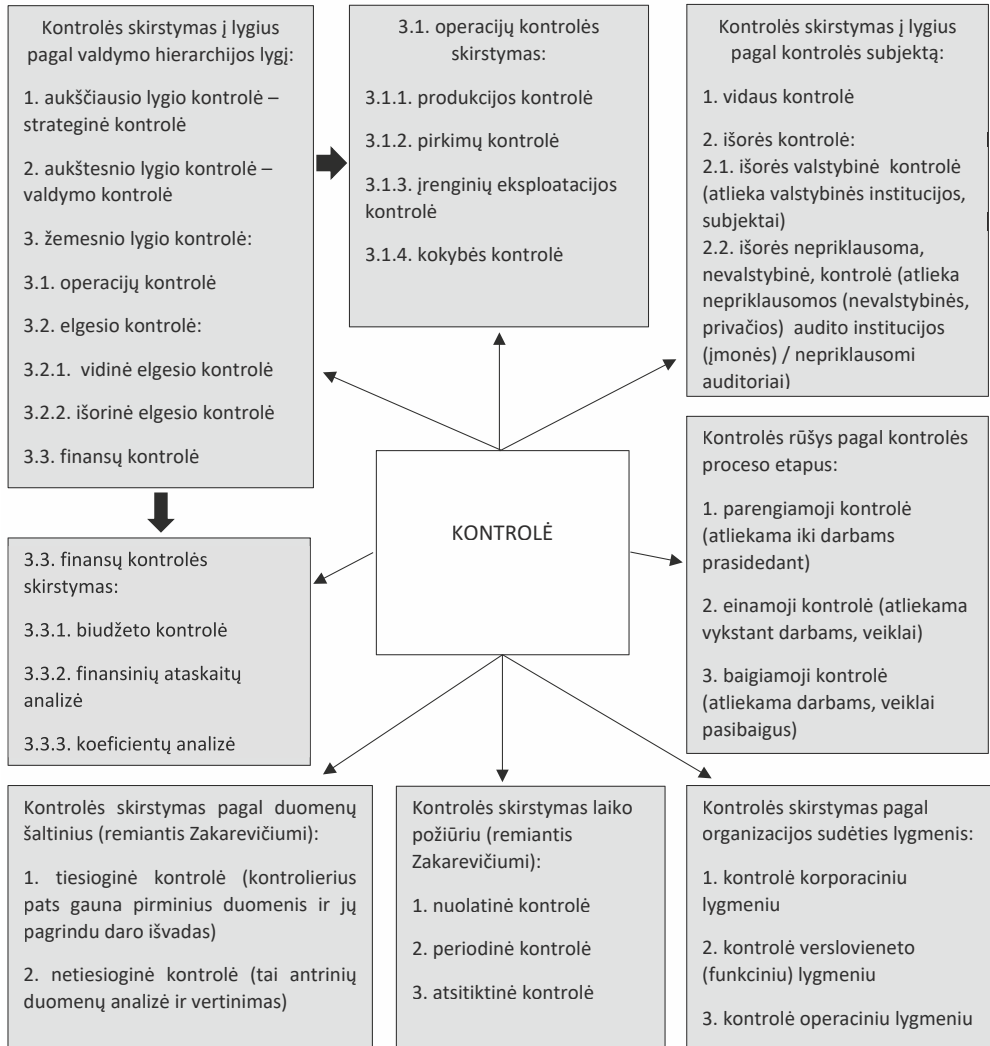 Kontrolės skirstymas į lygius
pagal valdymo hierarchijos lygį:
1. aukščiausio lygio kontrolė –
strateginė kontrolė
2. aukštesnio lygio kontrolė –
valdymo kontrolė
3. žemesnio lygio kontrolė:
3.1. operacijų kontrolė
3.2. elgesio kontrolė:
3.2.1. vidinė elgesio kontrolė
3.2.2. išorinė elgesio kontrolė
3.3. finansų kontrolė
3.1. operacijų kontrolės
skirstymas:
3.1.1. produkcijos kontrolė
3.1.2. pirkimų kontrolė
3.1.3. įrenginių eksploatacijos
kontrolė
3.1.4. kokybės kontrolė
Kontrolės skirstymas į lygius
pagal kontrolės subjektą:
1. vidaus kontrolė
2. išorės kontrolė:
2.1. išorės valstybinė kontrolė
(atlieka valstybinės institucijos,
subjektai)
2.2. išorės nepriklausoma,
nevalstybinė, kontrolė (atlieka
nepriklausomos (nevalstybinės,
privačios) audito institucijos
(įmonės) / nepriklausomi
auditoriai)
KONTROLĖ
Kontrolės rūšys pagal kontrolės
proceso etapus:
1. parengiamoji kontrolė
(atliekama iki darbams
prasidedant)
2. einamoji kontrolė (atliekama
vykstant darbams, veiklai)
3. baigiamoji kontrolė
(atliekama darbams, veiklai
pasibaigus)
3.3. finansų kontrolės
skirstymas:
3.3.1. biudžeto kontrolė
3.3.2. finansinių ataskaitų
analizė
3.3.3. koeficientų analizė
Kontrolės skirstymas pagal duomenų
šaltinius (remiantis Zakarevičiumi):
1. tiesioginė kontrolė (kontrolierius
pats gauna pirminius duomenis ir jų
pagrindu daro išvadas)
2. netiesioginė kontrolė (tai antrinių
duomenų analizė ir vertinimas)
Kontrolės skirstymas laiko
požiūriu (remiantis
Zakarevičiumi):
1. nuolatinė kontrolė
2. periodinė kontrolė
3. atsitiktinė kontrolė
Kontrolės skirstymas pagal
organizacijos sudėties lygmenis:
1. kontrolė korporaciniu
lygmeniu
2. kontrolė verslovieneto
(funkciniu) lygmeniu
3. kontrolė operaciniu lygmeniu